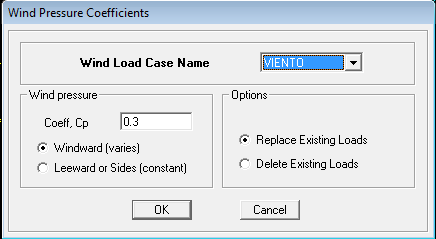 Wind Pressure Coefficients
Wind Load Case Name VIENTO
Wind pressure
Coeff, Cp 0.3
Windward (varies)
Leeward or Sides (constant)
Options
Replace Existing Loads
Delete Existing Loads
OK Cancel